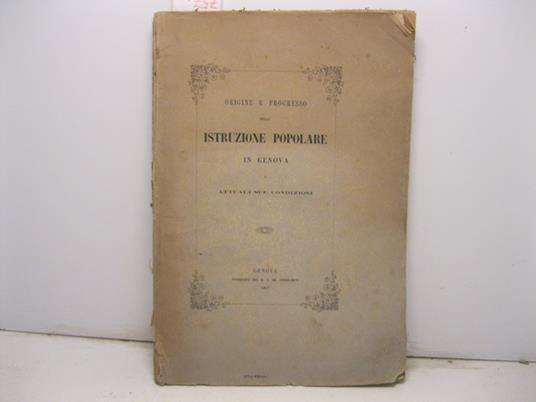 ORIGINE E PROGRESSO
DELLA
ISTRUZIONE POPOLARE
IN GENOVA
E
ATTUALI SUE CONDIZIONI
GENOVA